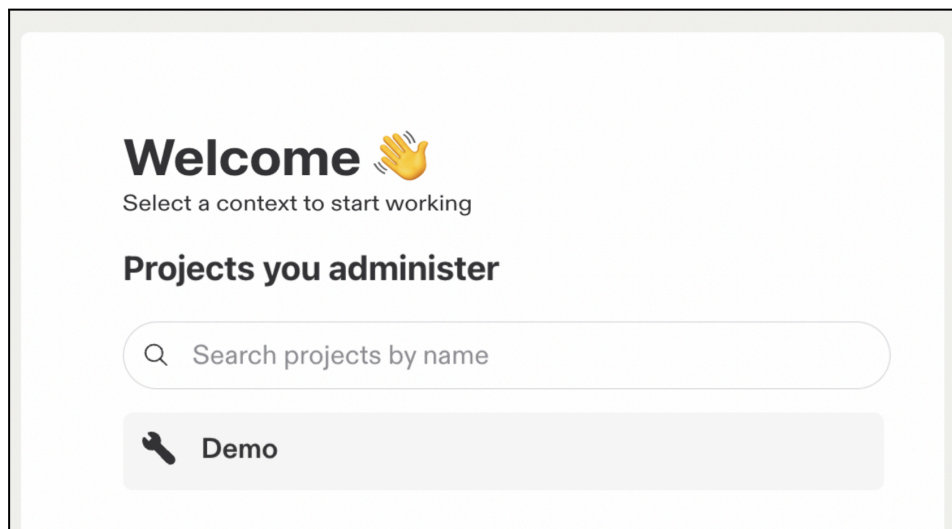 Welcome 👋
Select a context to start working
Projects you administer
Search projects by name
Demo